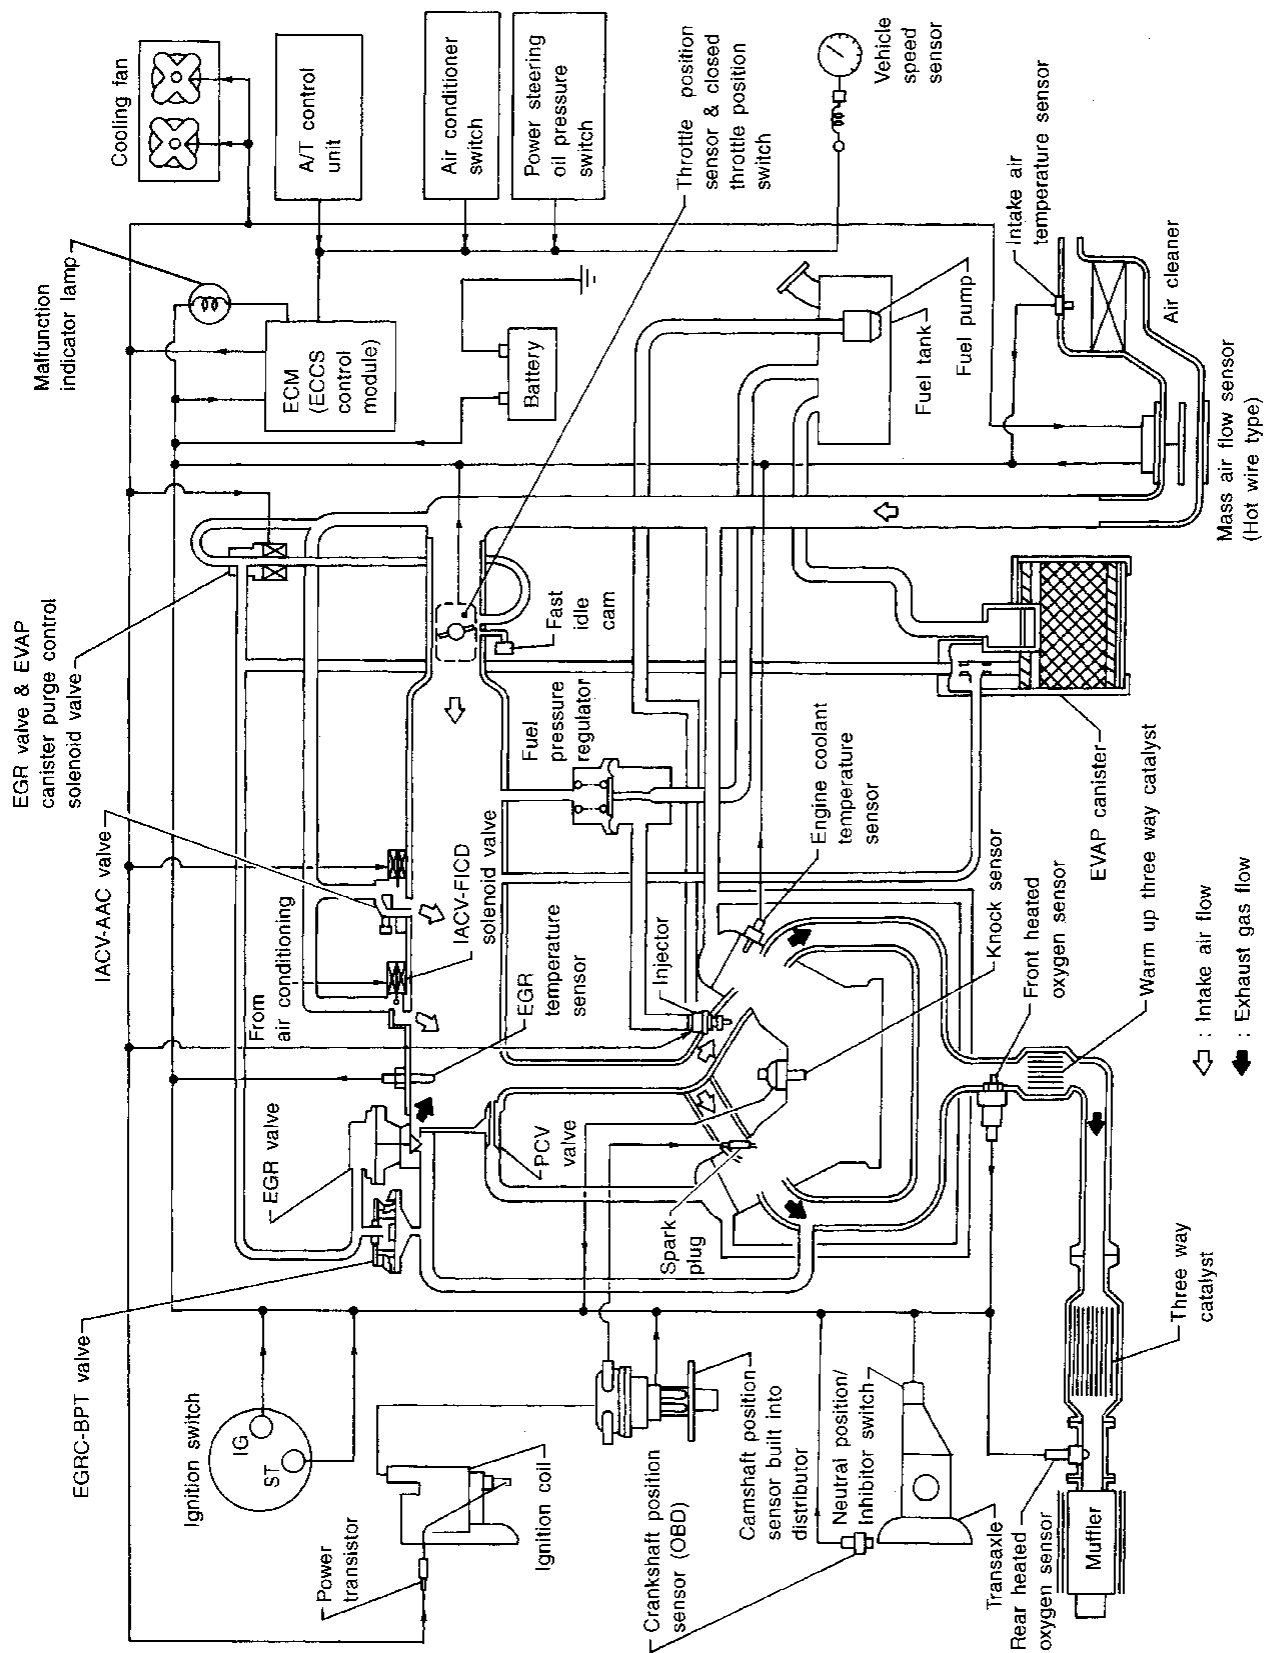 EGR valve & EVAP
canister purge control
solenoid valve
Malfunction
indicator lamp
Cooling fan
A/T control
unit
Air conditioner
switch
Power steering
oil pressure
switch
ECM
(ECCS
control
module)
Battery
Throttle position
sensor & closed
throttle position
switch
Vehicle
speed
sensor
Intake air
temperature sensor
Air cleaner
Fuel pump
Fuel tank
Mass air flow sensor
(Hot wire type)
IACV-AAC valve
From
air conditioning
IACV-FICD
solenoid valve
Fast
idle
cam
Fuel
pressure
regulator
EGR
temperature
sensor
Injector
Engine coolant
temperature
sensor
EVAP canister
Knock sensor
Front heated
oxygen sensor
Warm up three way catalyst
: Intake air flow
: Exhaust gas flow
EGRC-BPT valve
EGR valve
PCV
valve
Spark
plug
Ignition switch
IG
ST
Power
transistor
Ignition coil
Crankshaft position
sensor (OBD)
Camshaft position
sensor built into
distributor
Neutral position/
Inhibitor switch
Transaxle
Rear heated
oxygen sensor
Muffler
Three way
catalyst